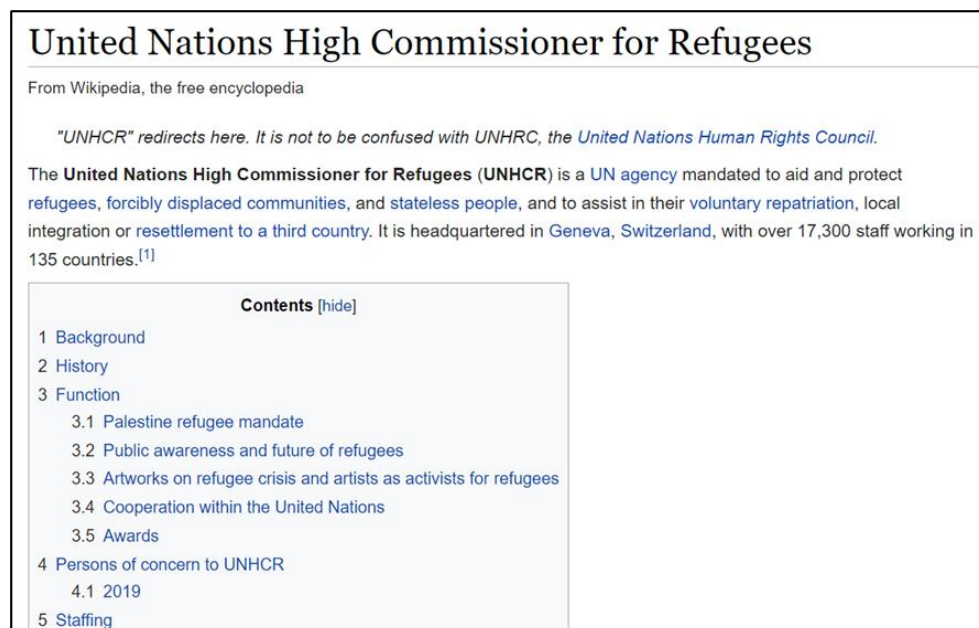 United Nations High Commissioner for Refugees
From Wikipedia, the free encyclopedia
"UNHCR" redirects here. It is not to be confused with UNHRC, the United Nations Human Rights Council.
The United Nations High Commissioner for Refugees (UNHCR) is a UN agency mandated to aid and protect
refugees, forcibly displaced communities, and stateless people, and to assist in their voluntary repatriation, local
integration or resettlement to a third country. It is headquartered in Geneva, Switzerland, with over 17,300 staff working in
135 countries.[1]
Contents [hide]
1 Background
2 History
3 Function
3.1 Palestine refugee mandate
3.2 Public awareness and future of refugees
3.3 Artworks on refugee crisis and artists as activists for refugees
3.4 Cooperation within the United Nations
3.5 Awards
4 Persons of concern to UNHCR
4.1 2019
5 Staffing